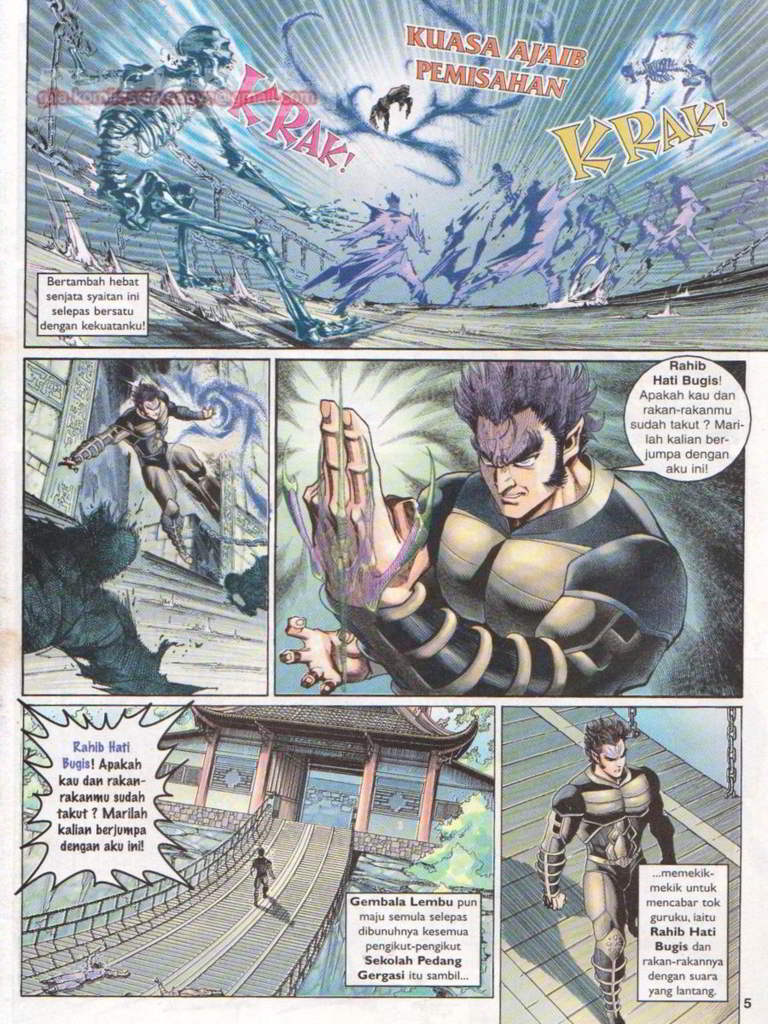 KUASA AJAIB
PEMISAHAN
KRAK!
KRAK!
Bertambah hebat
senjata syaitan ini
selepas bersatu
dengan kekuatanku!
Rahib
Hati Bugis!
Apakah kau dan
rakan-rakanmu
sudah takut ? Mari-
lah kalian ber-
jumpa dengan
aku ini!
Rahib Hati
Bugis! Apakah
kau dan rakan-
rakanmu sudah
takut ? Marilah
kalian berjumpa
dengan aku ini!
Gembala Lembu pun
maju semula selepas
dibunuhnya kesemua
pengikut-pengikut
Sekolah Pedang
Gergasi itu sambil...
...memekik-
mekik untuk
mencabar tok
guruku, iaitu
Rahib Hati
Bugis dan
rakan-rakannya
dengan suara
yang lantang.
5